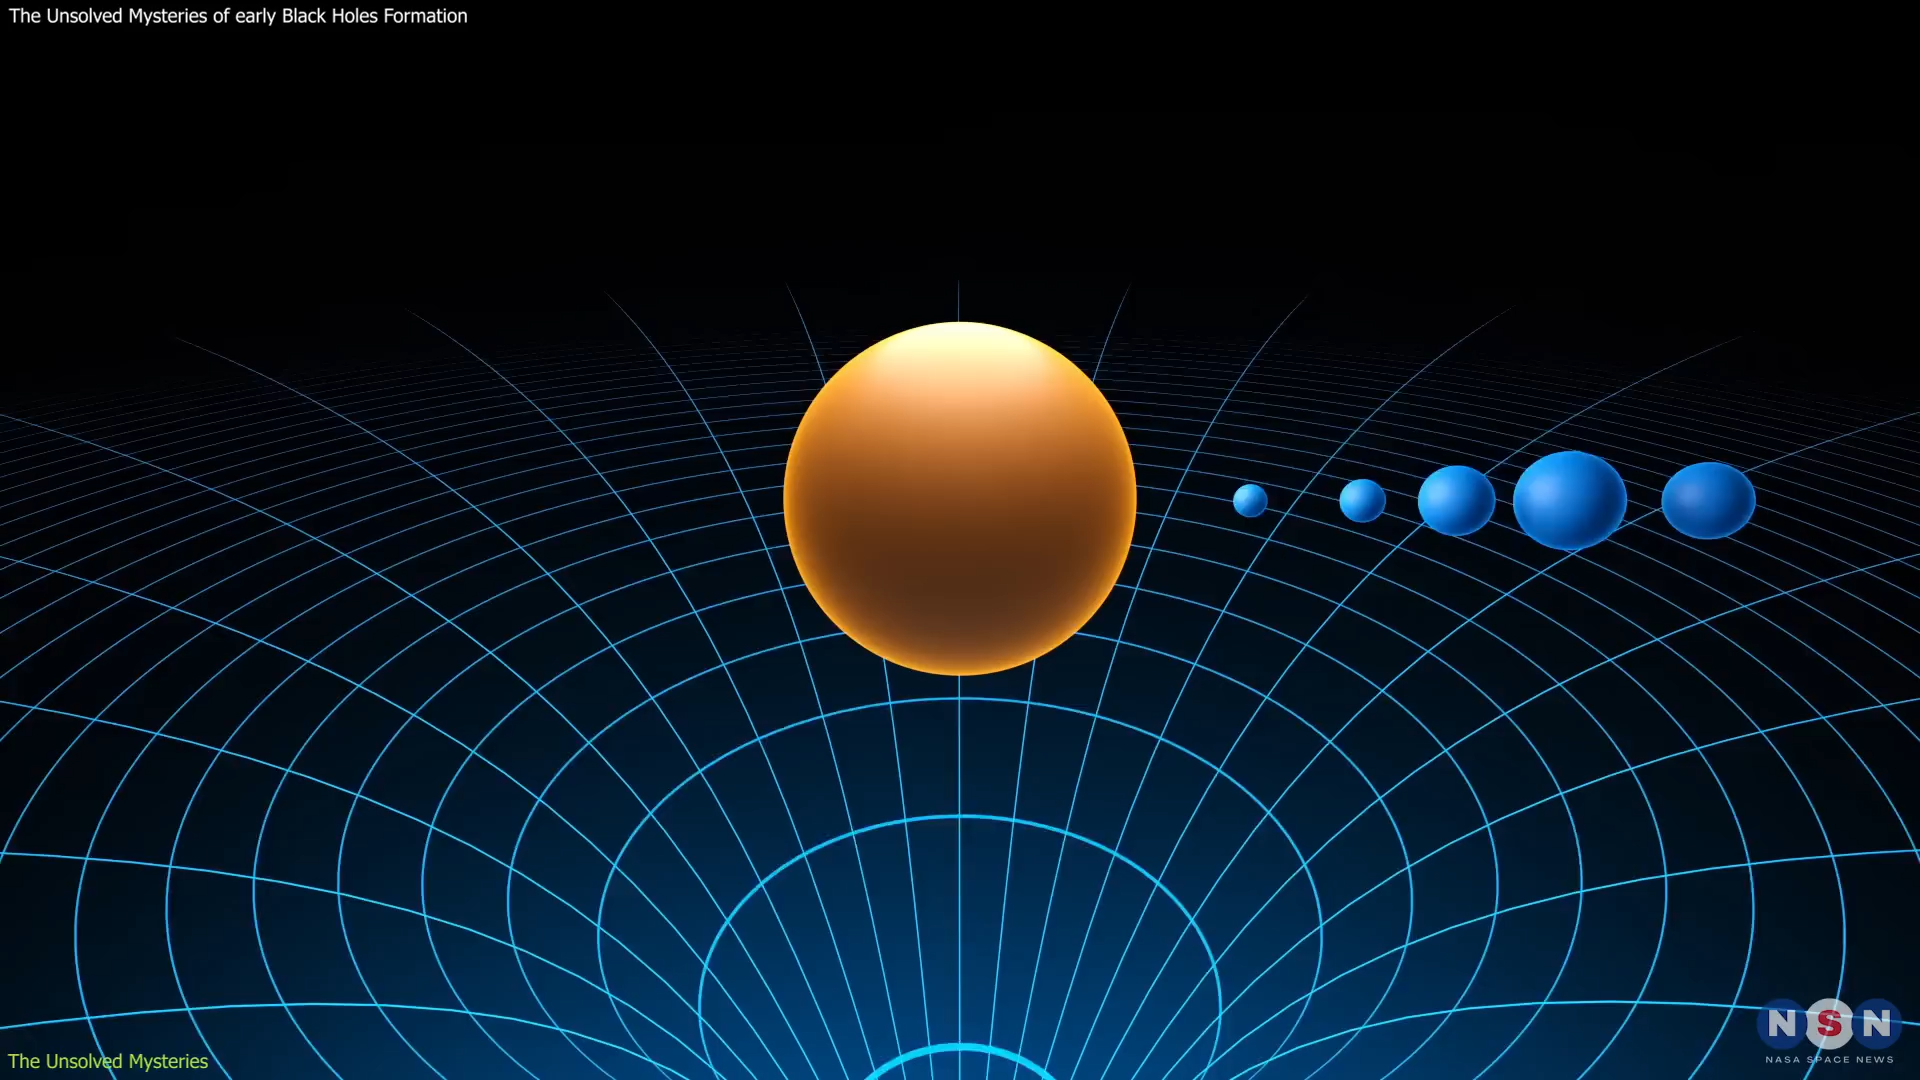 The Unsolved Mysteries of early Black Holes Formation
The Unsolved Mysteries
NSN
NASA SPACE NEWS